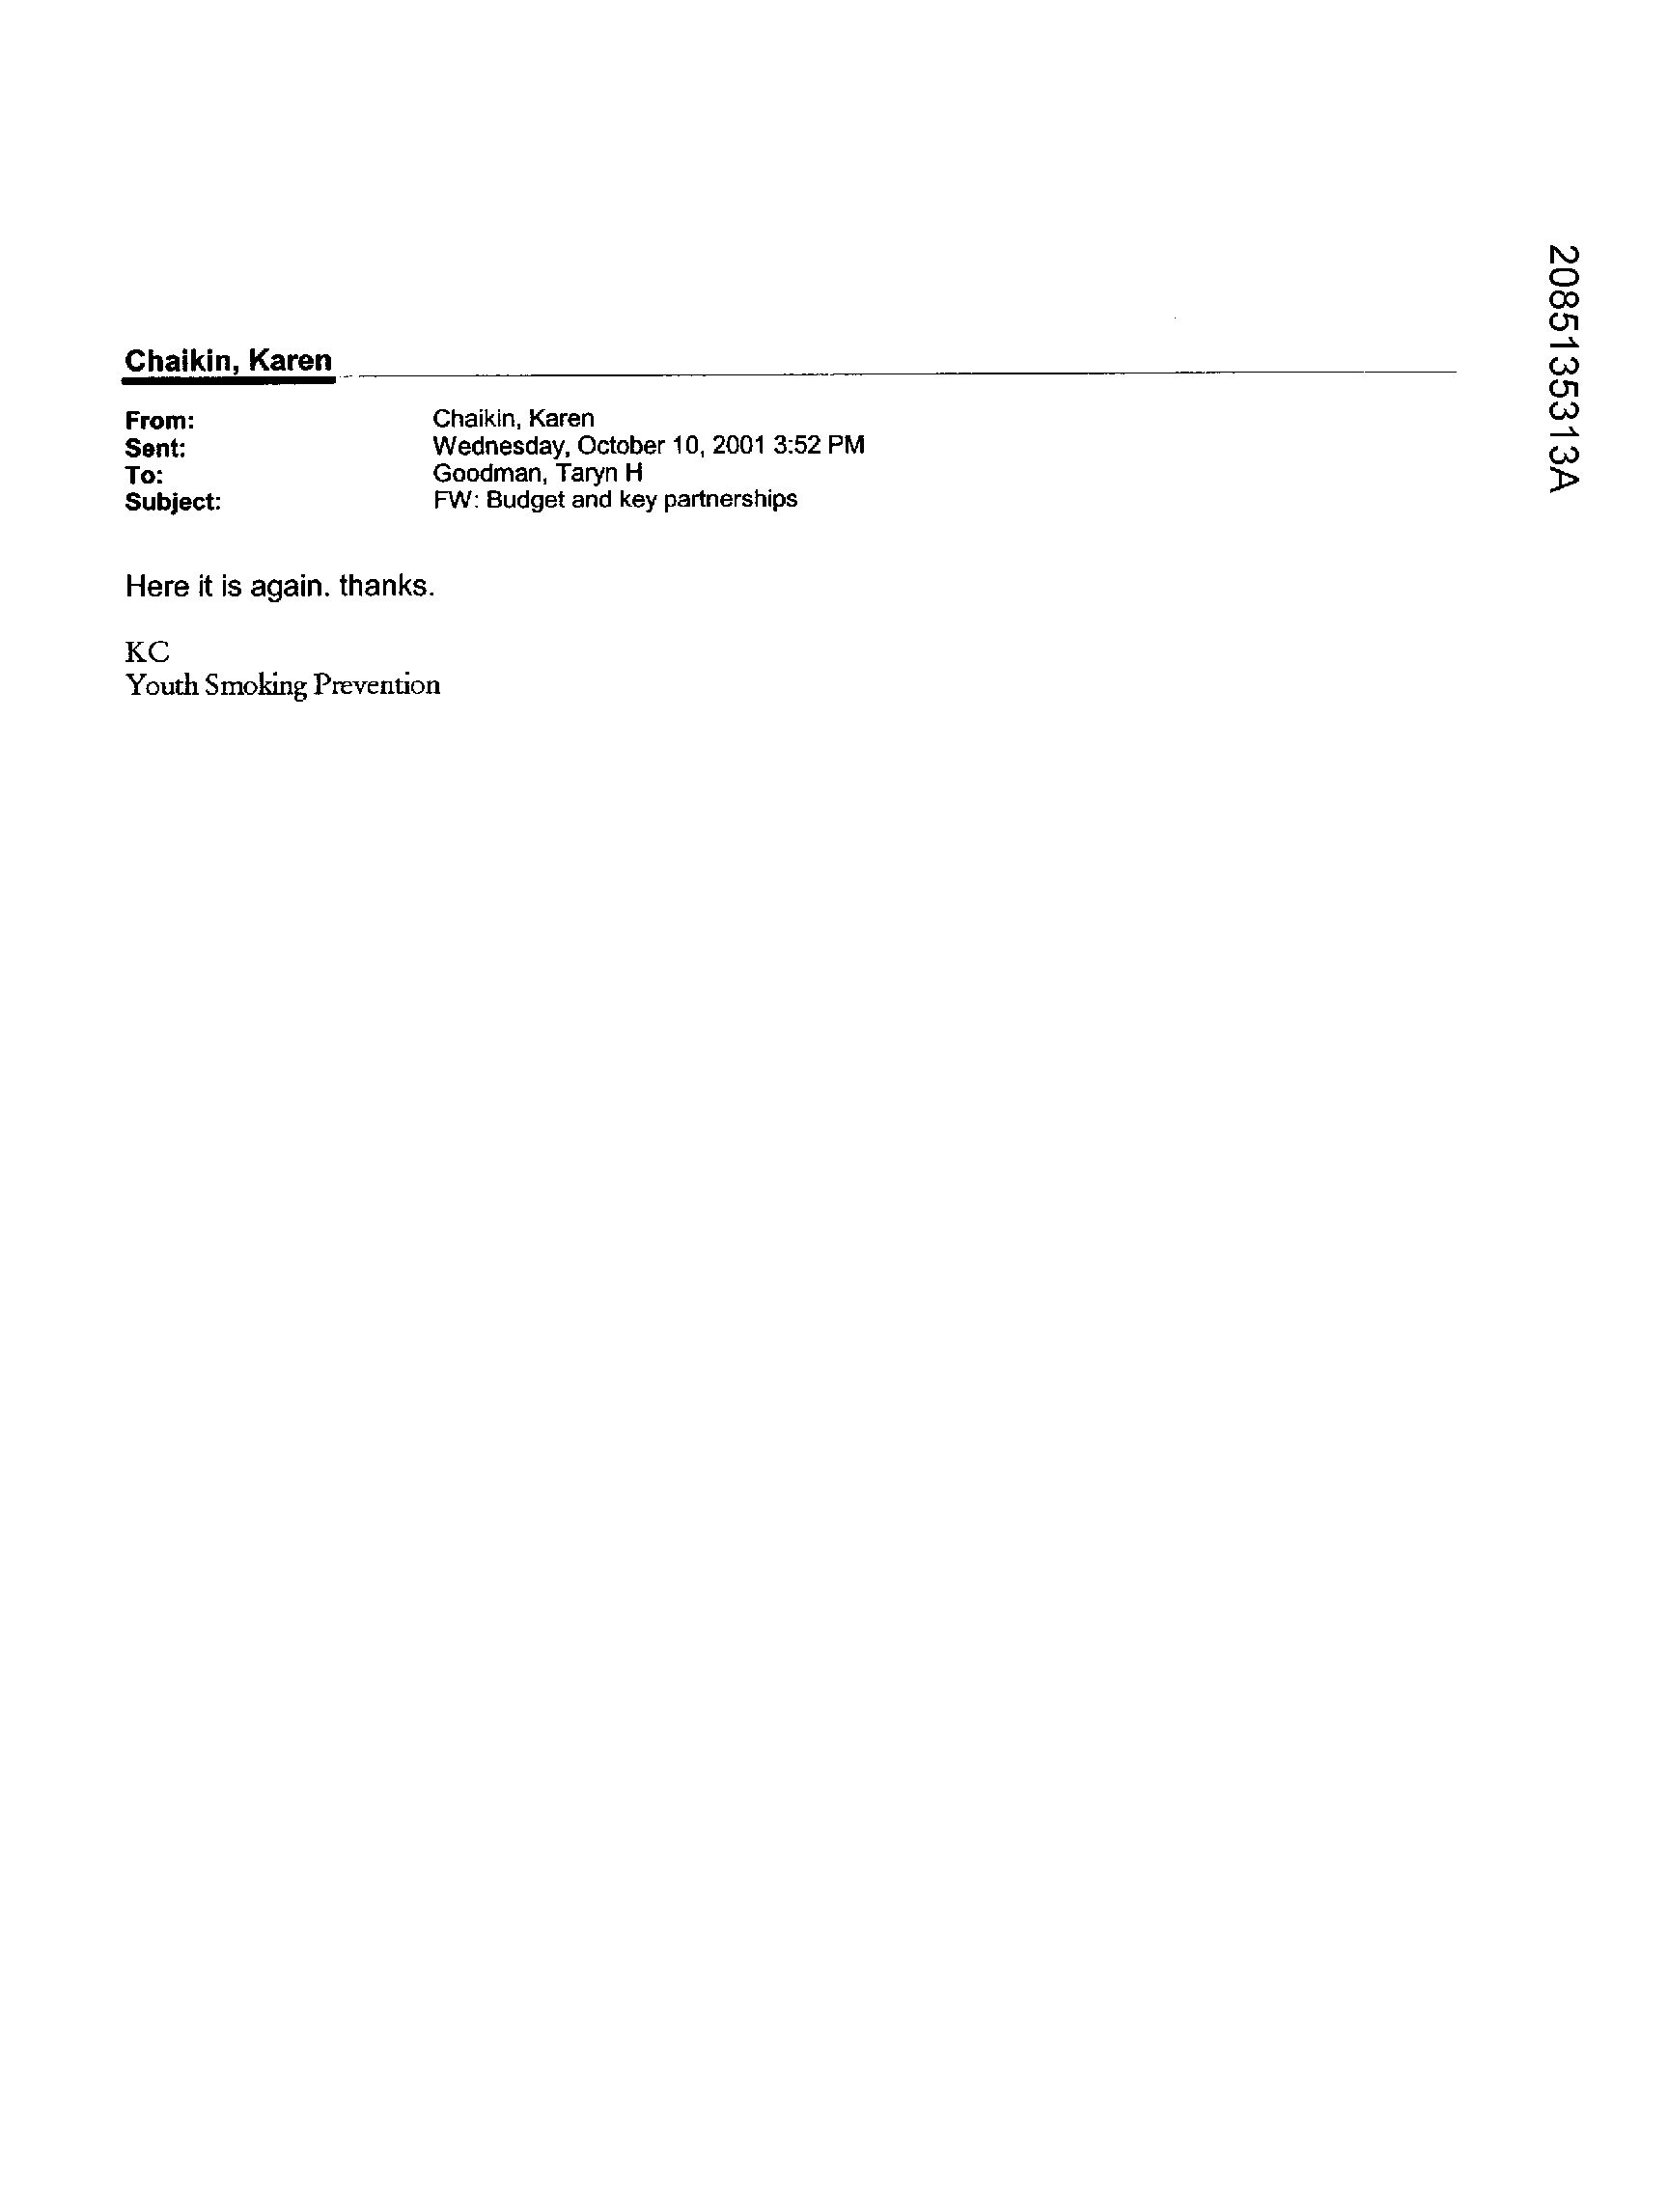 Chaikin, Karen
From: Chaikin, Karen
Sent: Wednesday, October 10, 2001 3:52 PM
To: Goodman, Taryn H
Subject: FW: Budget and key partnerships
Here it is again. thanks.
KC
Youth Smoking Prevention
2085135313A